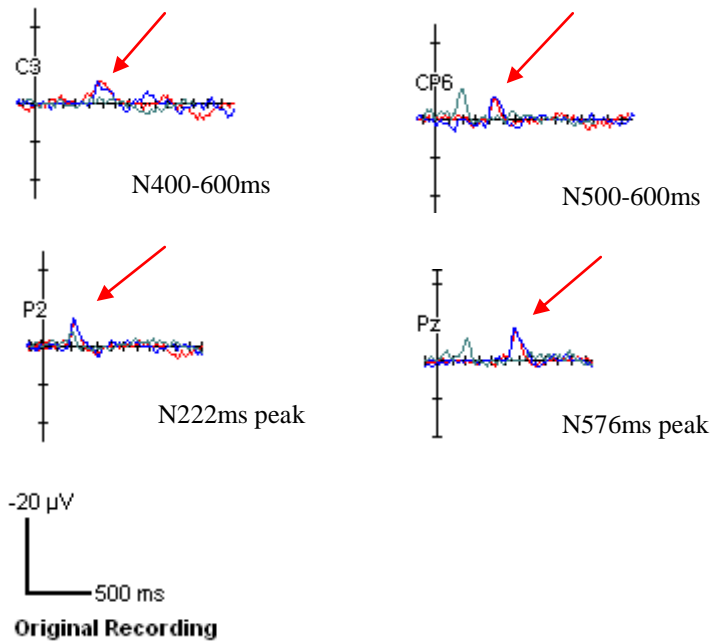 C3
N400-600ms
CP6
N500-600ms
P2
N222ms peak
Pz
N576ms peak
-20 µV
500 ms
Original Recording